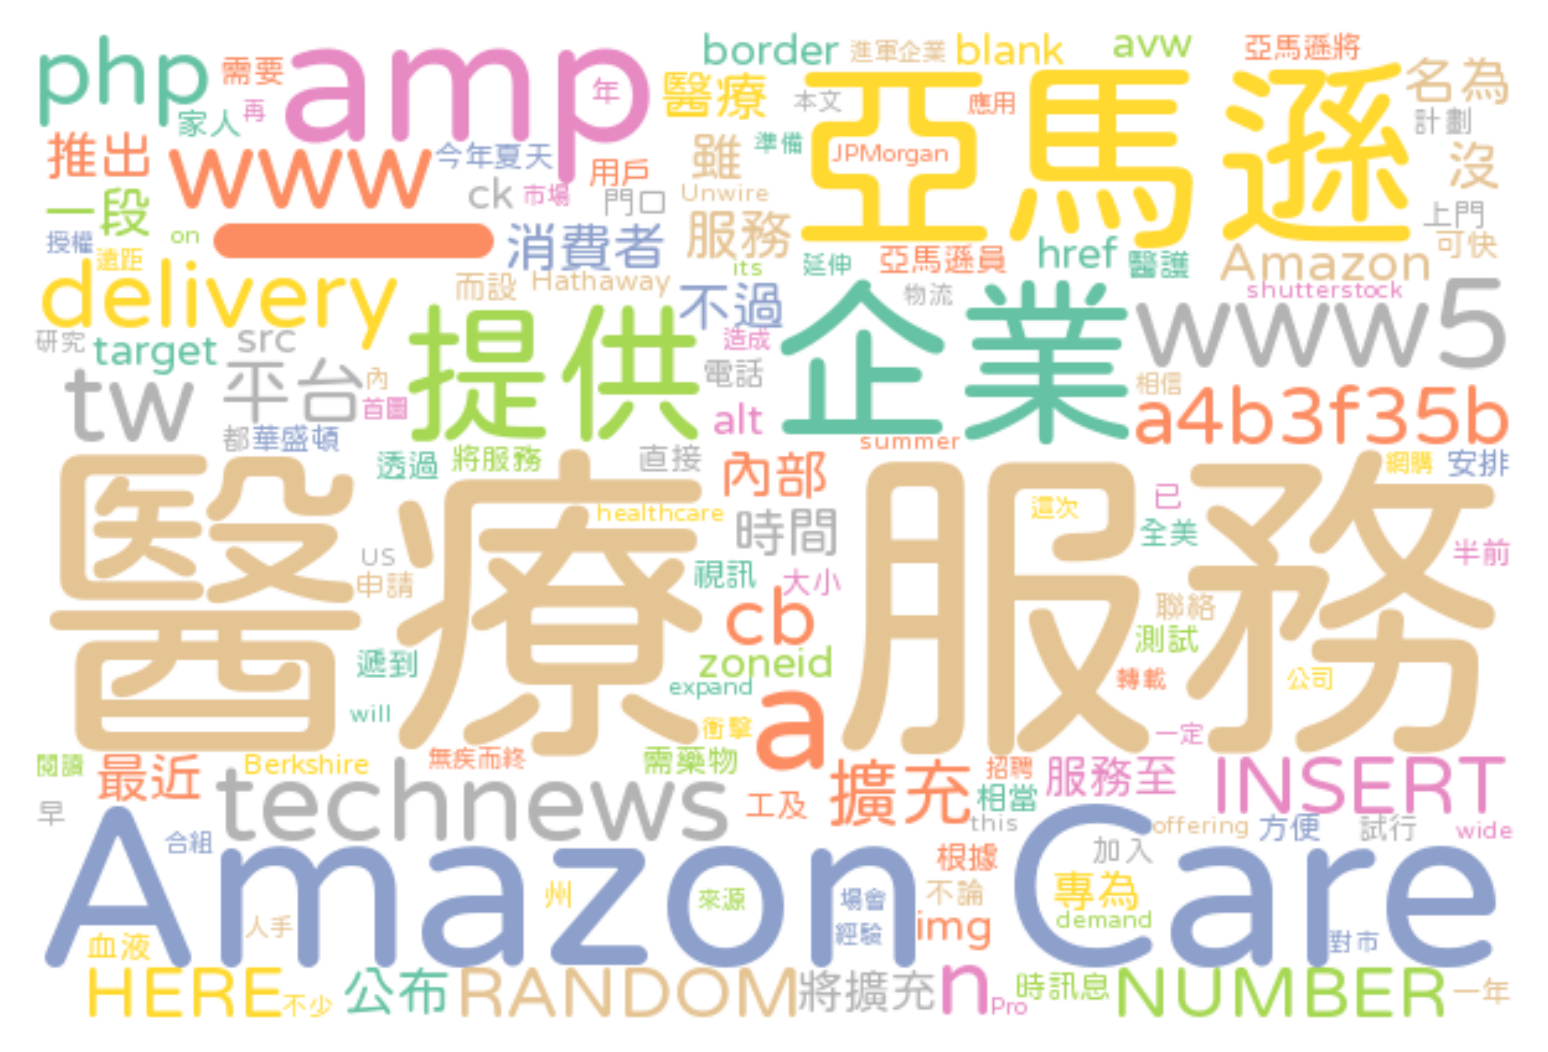 php
需要
amp
年
醫療
border
進軍企業
blank
avw
亞馬遜將
名為
家人
再
本文
亞馬遜
應用
計劃
推出
www
今年夏天
用戶
雖
準備
JPMorgan
沒
一段
ck
市場
門口
Unwire
上門
授權
on
消費者
服務
亞馬遜員
href
醫護
Amazon
可快
遠距
delivery
而設
Hathaway
its
延伸
shutterstock
不過
物流
企業
www5
研究
target
src
提供
造成
tw
平台
內
首圖
電話
相信
a4b3f35b
都
華盛頓
alt
summer
透過
將服務
直接
內部
網購
安排
醫療服務
healthcare
時間
這次
已
全美
半前
US
申請
視訊
大小
cb
聯絡
測試
遞到
zoneid
轉載
公司
expand
will
a
衝擊
一定
閱讀
最近
Berkshire
無疾而終
需藥物
擴充
招聘
服務至
INSERT
technews
工及
相當
早
this
offering
方便
試行
wide
合組
Amazon Care
根據
加入
州
來源
場會
不論
專為
人手
經驗
img
demand
對市
血液
HERE
不少
公布
RANDOM
將擴充
n
Pro
時訊息
NUMBER
一年